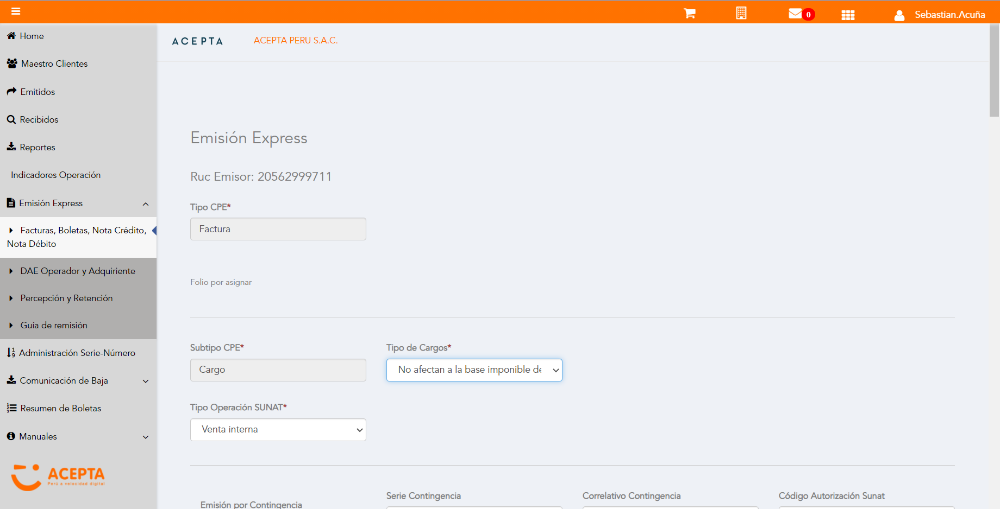 0
Sebastian.Acuña
Home
Maestro Clientes
Emitidos
Recibidos
Reportes
Indicadores Operación
Emisión Express
Facturas, Boletas, Nota Crédito,
Nota Débito
DAE Operador y Adquiriente
Percepción y Retención
Guía de remisión
Administración Serie-Número
Comunicación de Baja
Resumen de Boletas
Manuales
ACEPTA
Perú a velocidad digital
ACEPTA
ACEPTA PERU S.A.C.
Emisión Express
Ruc Emisor: 20562999711
Tipo CPE*
Factura
Folio por asignar
Subtipo CPE*
Tipo de Cargos*
Cargo
No afectan a la base imponible de
Tipo Operación SUNAT*
Venta interna
Emisión por Contingencia
Serie Contingencia
Correlativo Contingencia
Código Autorización Sunat